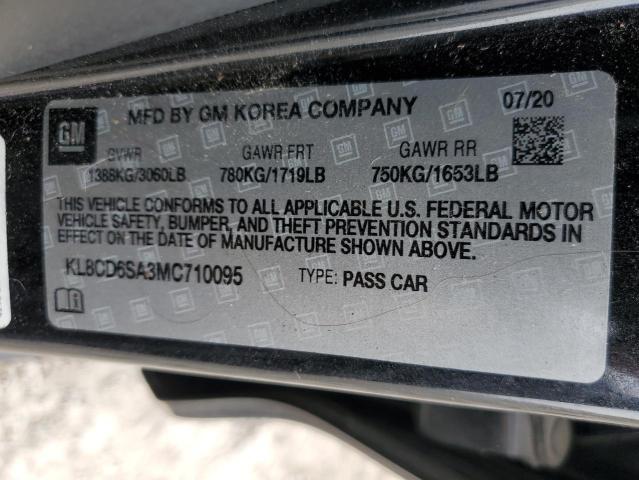 GM
MFD BY GM KOREA COMPANY 07/20
GVWR GAWR FRT GAWR RR
1388KG/3060LB 780KG/1719LB 750KG/1653LB
THIS VEHICLE CONFORMS TO ALL APPLICABLE U.S. FEDERAL MOTOR
VEHICLE SAFETY, BUMPER, AND THEFT PREVENTION STANDARDS IN
EFFECT ON THE DATE OF MANUFACTURE SHOWN ABOVE.
KL8CD6SA3MC710095 TYPE: PASS CAR